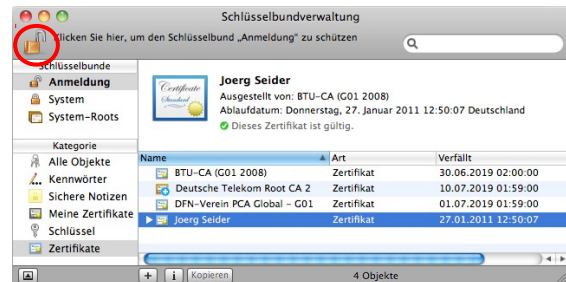 Schlüsselbundverwaltung
Klicken Sie hier, um den Schlüsselbund „Anmeldung" zu schützen
Schlüsselbunde
Anmeldung
System
System-Roots
Certificate
Standard
Joerg Seider
Ausgestellt von: BTU-CA (G01 2008)
Ablaufdatum: Donnerstag, 27. Januar 2011 12:50:07 Deutschland
Dieses Zertifikat ist gültig.
Kategorie
Alle Objekte
Kennwörter
Sichere Notizen
Meine Zertifikate
Schlüssel
Zertifikate
Name Art Verfällt
BTU-CA (G01 2008) Zertifikat 30.06.2019 02:00:00
Deutsche Telekom Root CA 2 Zertifikat 10.07.2019 01:59:00
DFN-Verein PCA Global - G01 Zertifikat 01.07.2019 01:59:00
Joerg Seider Zertifikat 27.01.2011 12:50:07
+ i Kopieren 4 Objekte